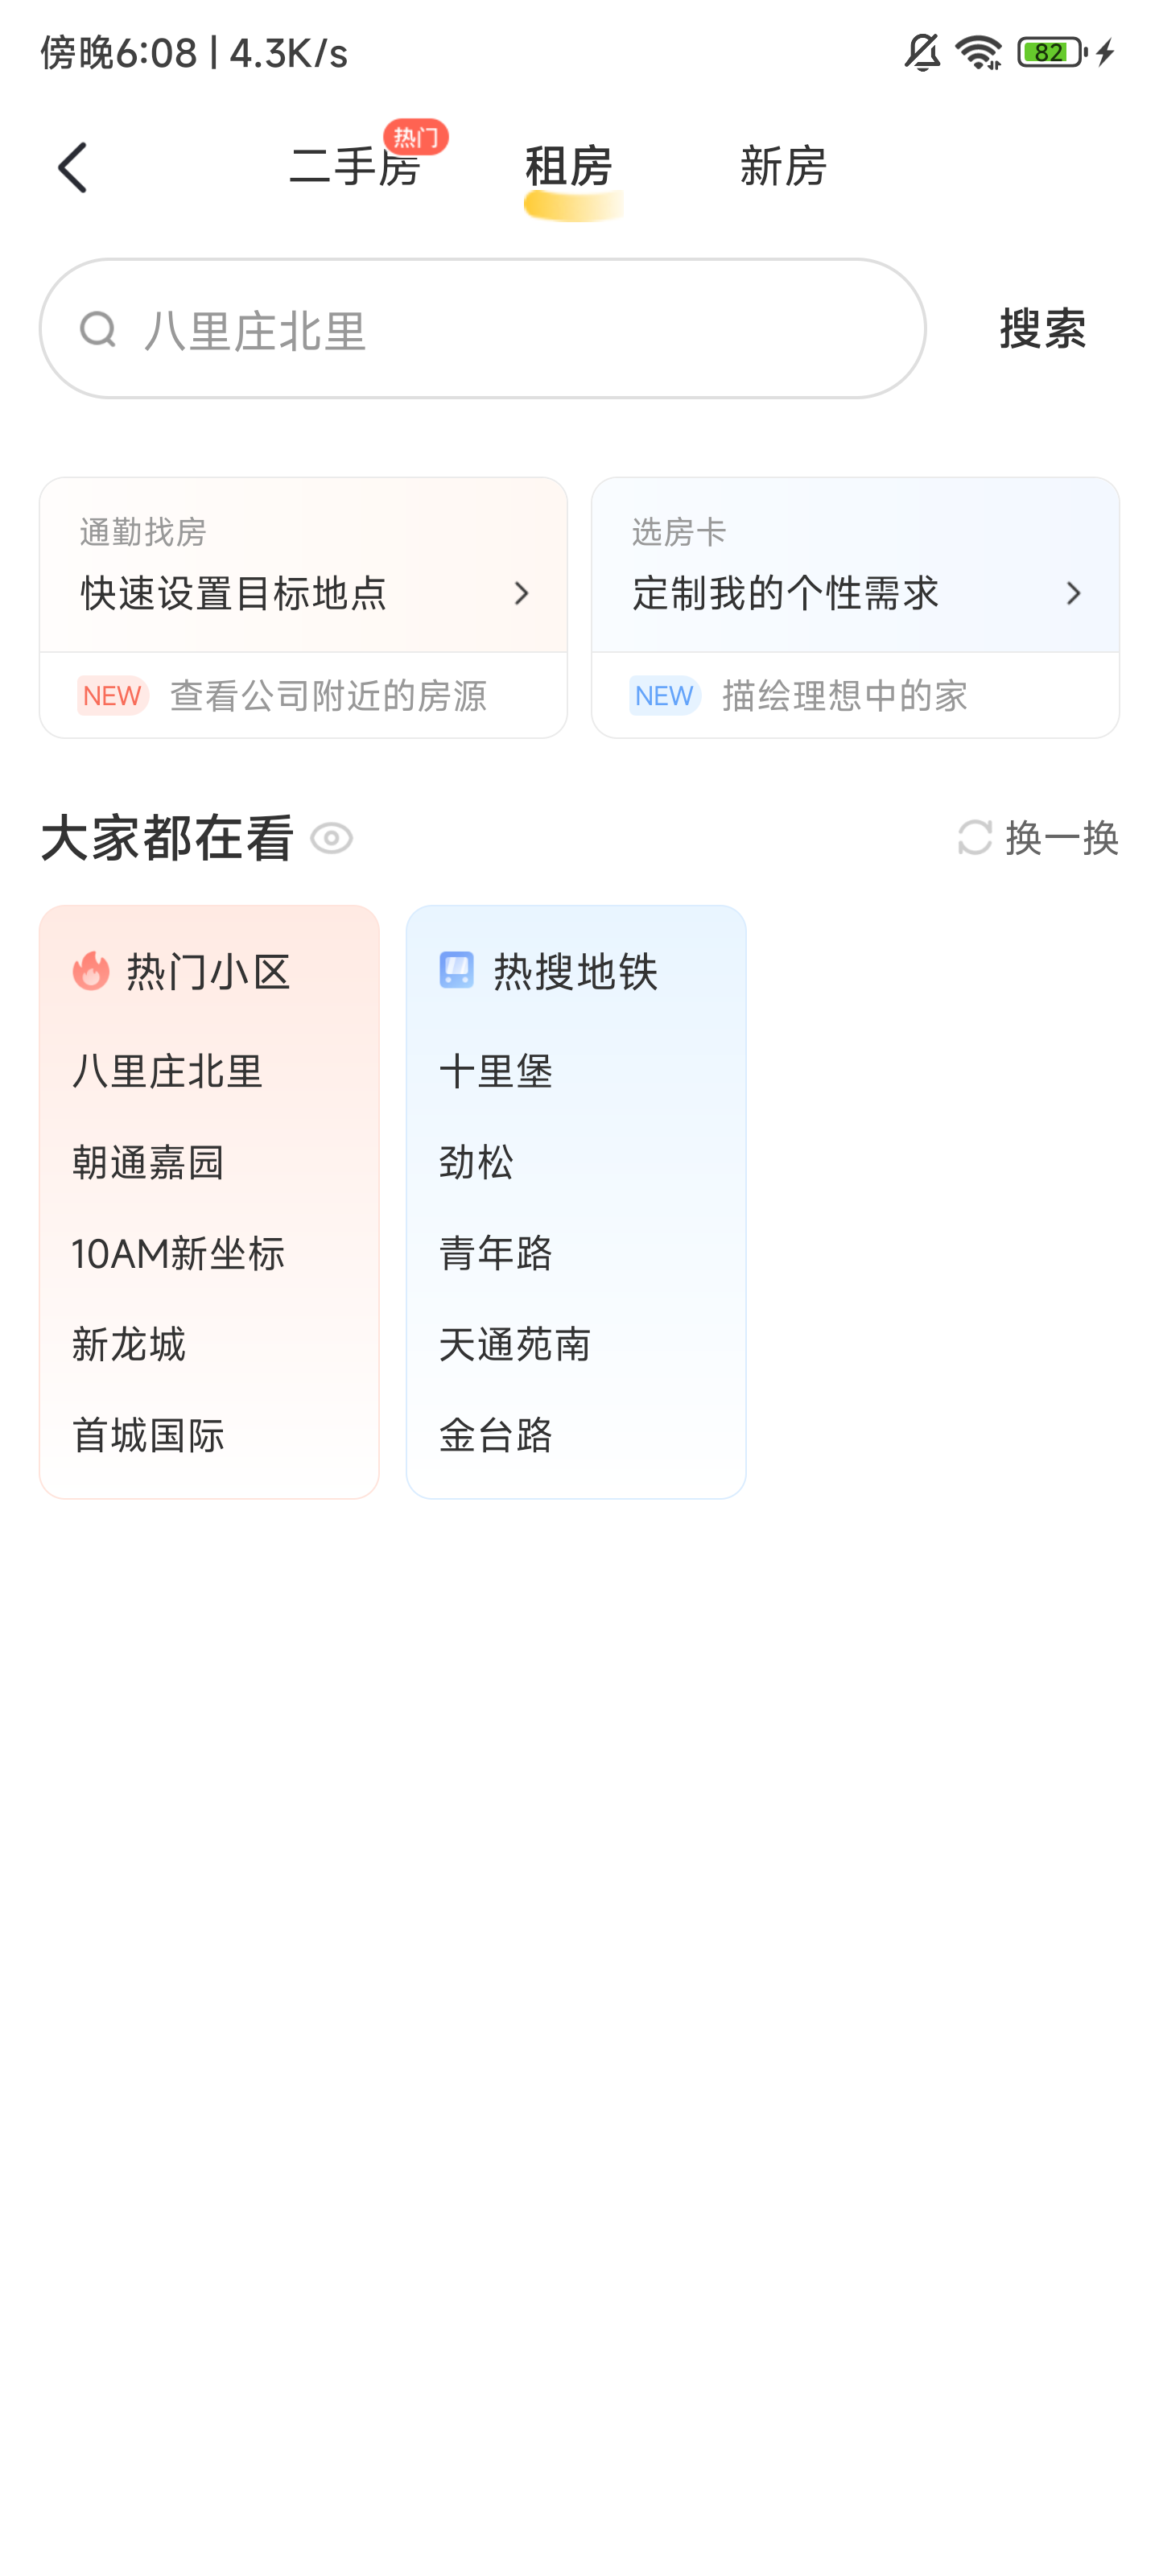 傍晚6:08 | 4.3K/s
82
二手房 热门 租房 新房
八里庄北里 搜索
通勤找房
快速设置目标地点
NEW 查看公司附近的房源
选房卡
定制我的个性需求
NEW 描绘理想中的家
大家都在看 换一换
热门小区
八里庄北里
朝通嘉园
10AM新坐标
新龙城
首城国际
热搜地铁
十里堡
劲松
青年路
天通苑南
金台路